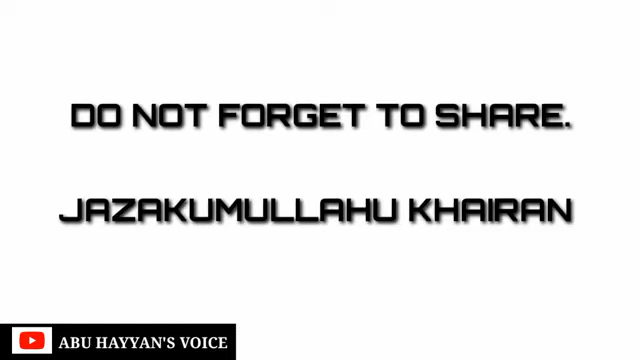 DO NOT FORGET TO SHARE.
JAZAKUMULLAHU KHAIRAN
ABU HAYYAN'S VOICE